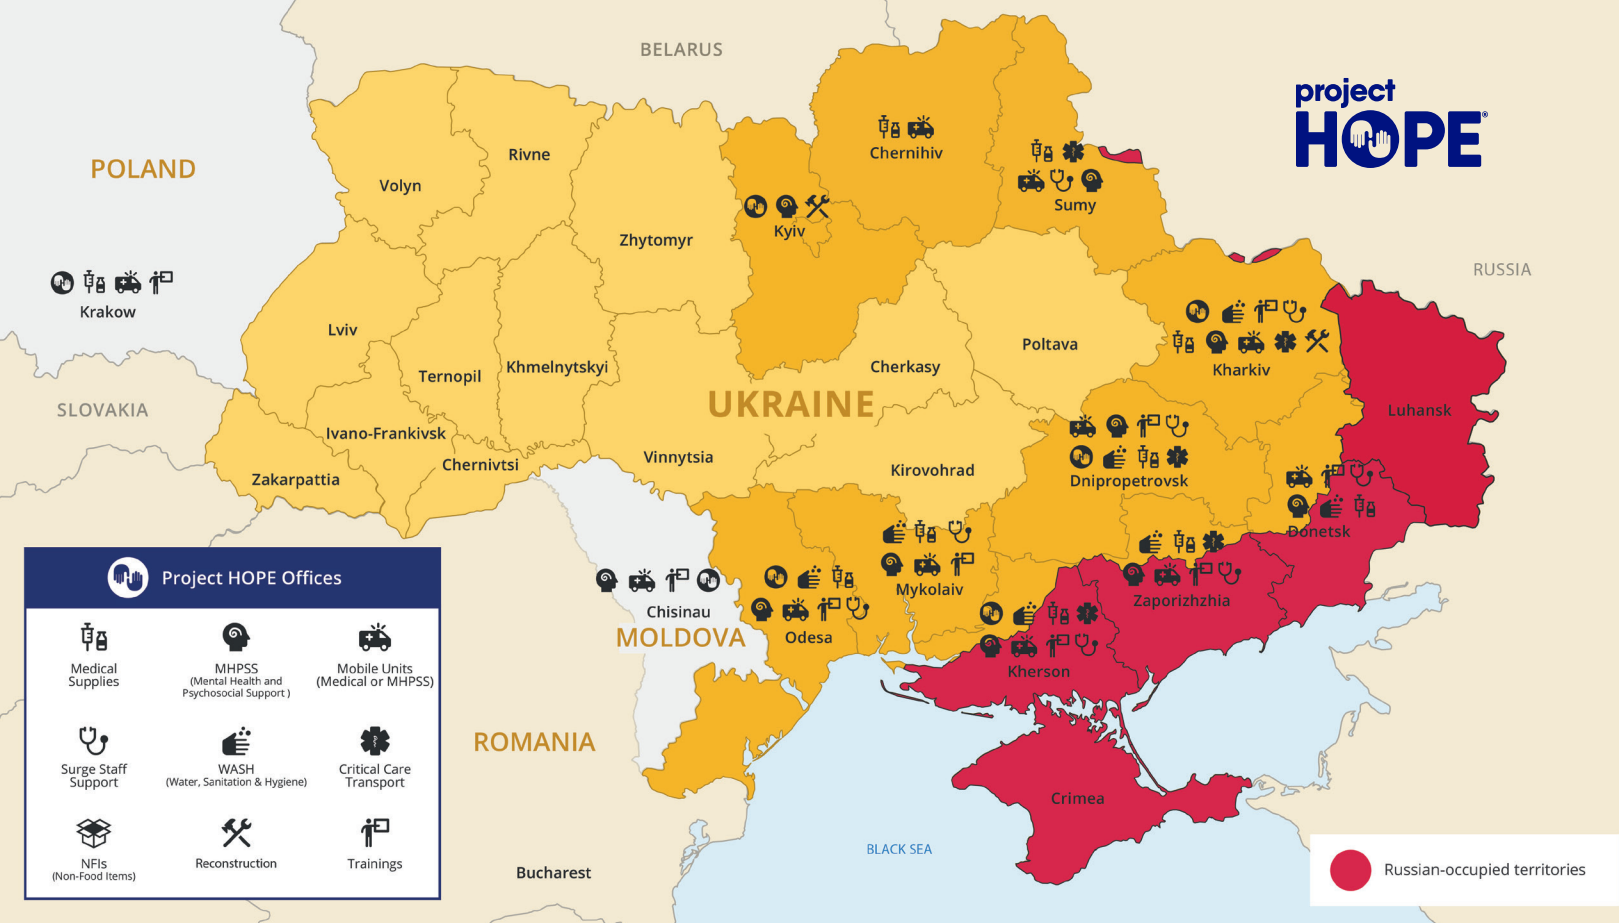 BELARUS
project
HOPE®
POLAND
Volyn
Rivne
Zhytomyr
Kyiv
Chernihiv
Sumy
RUSSIA
Krakow
Lviv
Ternopil
Khmelnytskyi
Cherkasy
Poltava
Kharkiv
SLOVAKIA
UKRAINE
Luhansk
Ivano-Frankivsk
Chernivtsi
Zakarpattia
Vinnytsia
Kirovohrad
Dnipropetrovsk
Donetsk
Mykolaiv
Zaporizhzhia
Chisinau
MOLDOVA
Odesa
Kherson
ROMANIA
Crimea
BLACK SEA
Bucharest
Project HOPE Offices
Medical
Supplies
MHPSS
(Mental Health and
Psychosocial Support )
Mobile Units
(Medical or MHPSS)
Surge Staff
Support
WASH
(Water, Sanitation & Hygiene)
Critical Care
Transport
NFIs
(Non-Food Items)
Reconstruction
Trainings
Russian-occupied territories